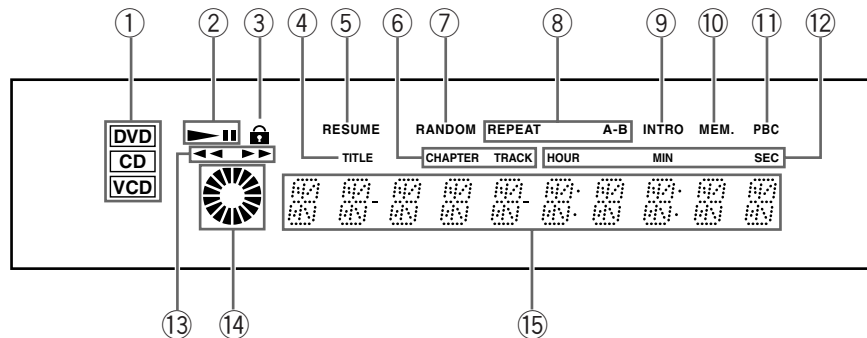 ① ② ③ ④ ⑤ ⑥ ⑦ ⑧ ⑨ ⑩ ⑪ ⑫
DVD
CD
VCD
RESUME RANDOM REPEAT A-B INTRO MEM. PBC
TITLE CHAPTER TRACK HOUR MIN SEC
⑬ ⑭ ⑮